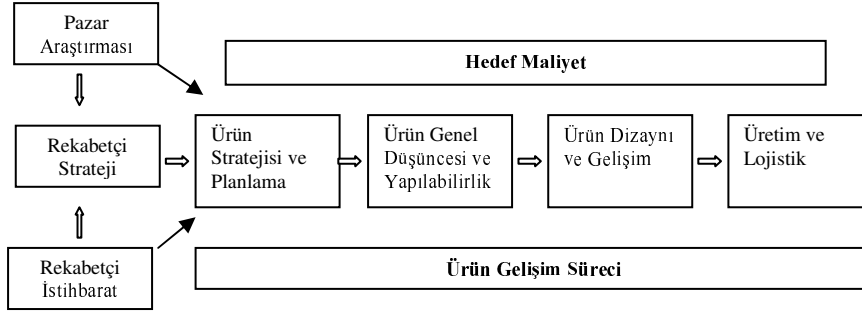 Pazar
Araştırması
Hedef Maliyet
Rekabetçi
Strateji
Ürün
Stratejisi ve
Planlama
Ürün Genel
Düşüncesi ve
Yapılabilirlik
Ürün Dizaynı
ve Gelişim
Üretim ve
Lojistik
Rekabetçi
İstihbarat
Ürün Gelişim Süreci